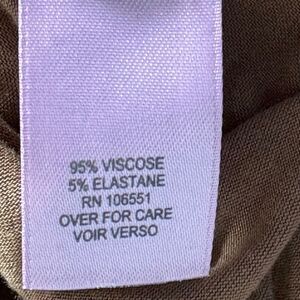 95% VISCOSE
5% ELASTANE
RN 106551
OVER FOR CARE
VOIR VERSO